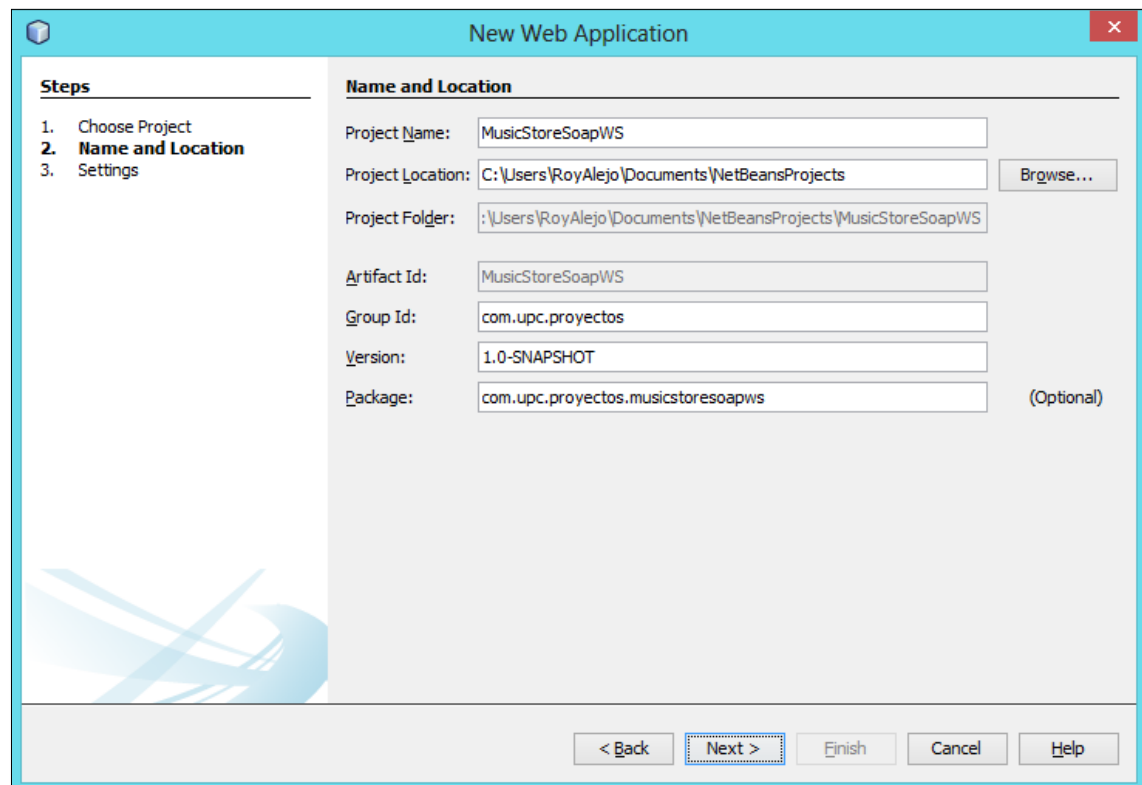 New Web Application
Steps
1. Choose Project
2. Name and Location
3. Settings
Name and Location
Project Name: MusicStoreSoapWS
Project Location: C:\Users\RoyAlejo\Documents\NetBeansProjects Browse...
Project Folder: :\Users\RoyAlejo\Documents\NetBeansProjects\MusicStoreSoapWS
Artifact Id: MusicStoreSoapWS
Group Id: com.upc.proyectos
Version: 1.0-SNAPSHOT
Package: com.upc.proyectos.musicstoresoapws (Optional)
< Back Next > Finish Cancel Help